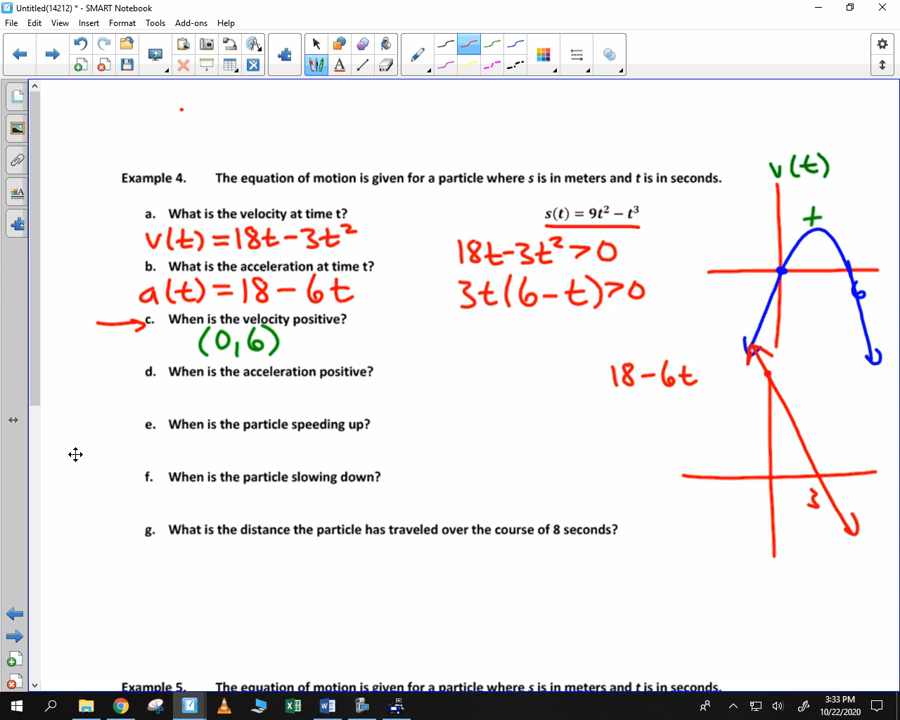 Untitled(14212) * - SMART Notebook
File Edit View Insert Format Tools Add-ons Help
v(t)
Example 4. The equation of motion is given for a particle where s is in meters and t is in seconds.
+
a. What is the velocity at time t? s(t) = 9t² – t³
v(t) = 18t – 3t² 18t – 3t² > 0
b. What is the acceleration at time t?
a(t) = 18 – 6t 3t(6 – t) > 0
6
c. When is the velocity positive?
(0,6)
d. When is the acceleration positive? 18 – 6t
e. When is the particle speeding up?
f. When is the particle slowing down?
3
g. What is the distance the particle has traveled over the course of 8 seconds?
Example 5. The equation of motion is given for a particle where s is in meters and t is in seconds.
3:33 PM
10/22/2020